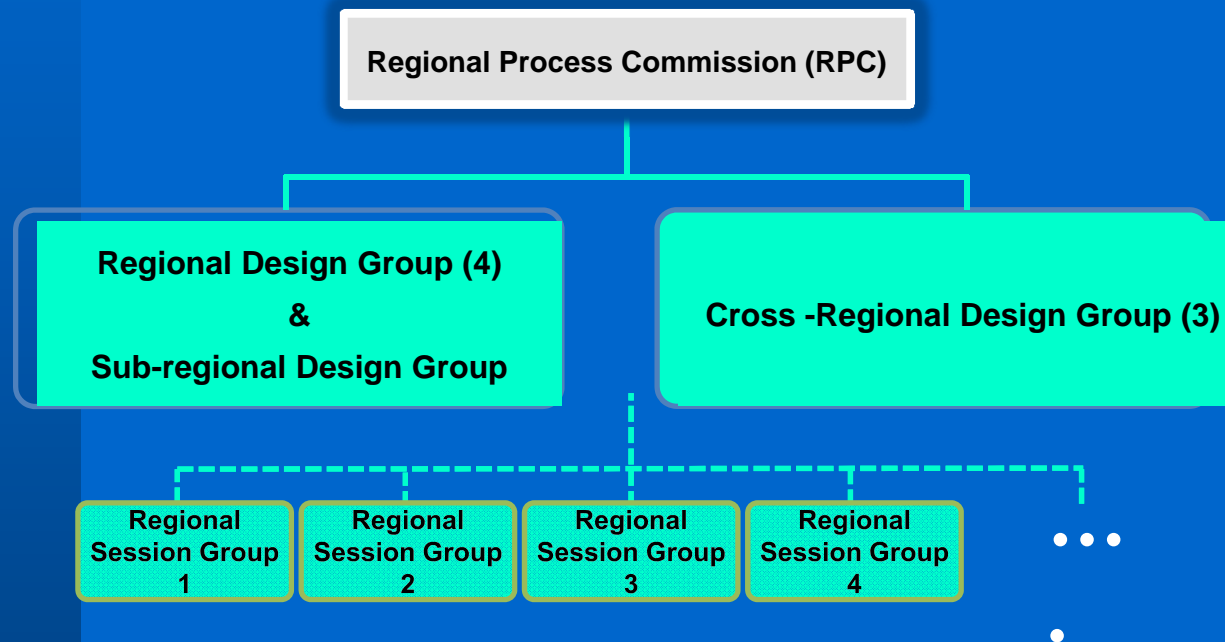 Regional Process Commission (RPC)
Regional Design Group (4)
&
Sub-regional Design Group
Cross -Regional Design Group (3)
Regional
Session Group
1
Regional
Session Group
2
Regional
Session Group
3
Regional
Session Group
4
...
.